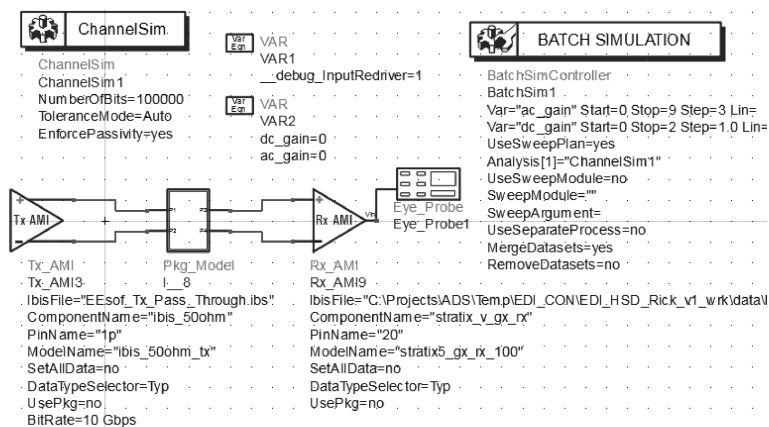 ChannelSim
ChannelSim
ChannelSim1
NumberOfBits=100000
ToleranceMode=Auto
EnforcePassivity=yes
Var
Eqn
VAR
VAR1
__debug_InputRedriver=1
Var
Eqn
VAR
VAR2
dc_gain=0
ac_gain=0
BATCH SIMULATION
BatchSimController
BatchSim1
Var="ac_gain" Start=0 Stop=9 Step=3 Lin=
Var="dc_gain" Start=0 Stop=2 Step=1.0 Lin=
UseSweepPlan=yes
Analysis[1]="ChannelSim1"
UseSweepModule=no
SweepModule=""
SweepArgument=
UseSeparateProcess=no
MergeDatasets=yes
RemoveDatasets=no
Tx AMI
Tx_AMI
Tx_AMI3
IbisFile="EEsof_Tx_Pass_Through.ibs"
ComponentName="ibis_50ohm"
PinName="1p"
ModelName="ibis_50ohm_tx"
SetAllData=no
DataTypeSelector=Typ
UsePkg=no
BitRate=10 Gbps
P1
Pkg_Model
I__8
Rx AMI
Rx_AMI
Rx_AMI9
IbisFile="C:\Projects\ADS\Temp\EDI_CON\EDI_HSD_Rick_v1_wrk\data\
ComponentName="stratix_v_gx_rx"
PinName="20"
ModelName="stratix5_gx_rx_100"
SetAllData=no
DataTypeSelector=Typ
UsePkg=no
Eye_Probe
Eye_Probe1